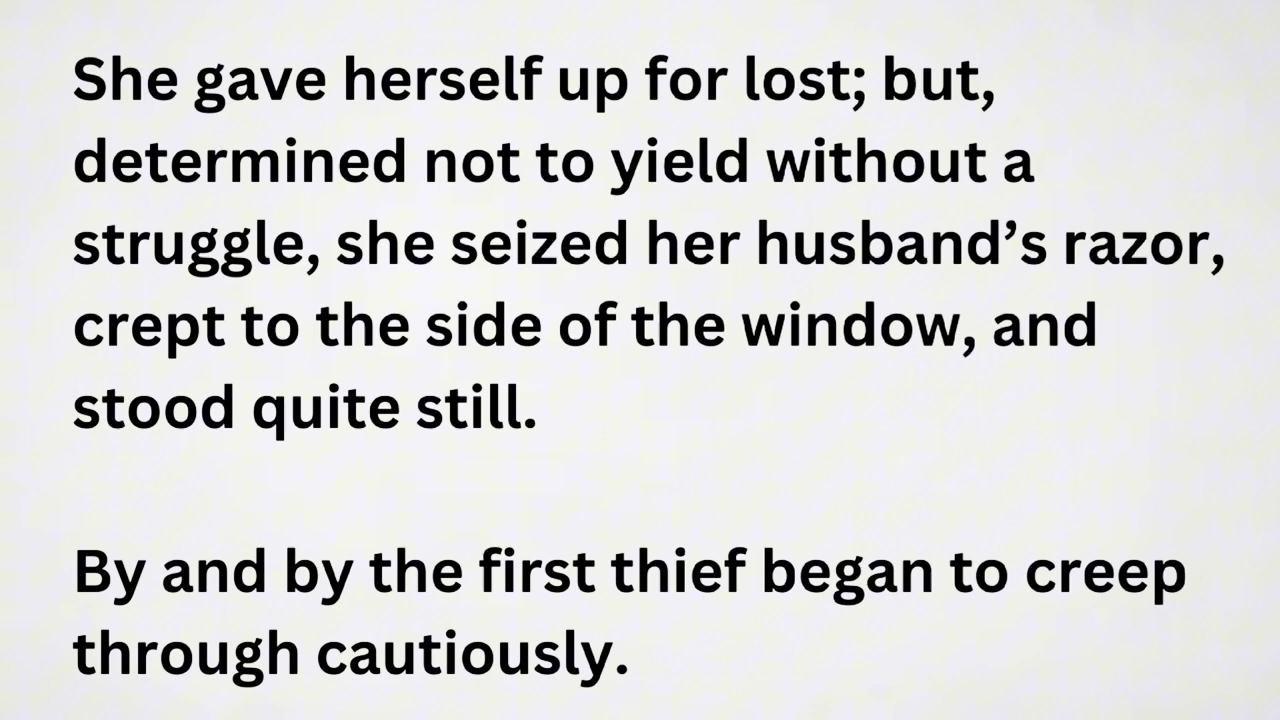 She gave herself up for lost; but,
determined not to yield without a
struggle, she seized her husband’s razor,
crept to the side of the window, and
stood quite still.
By and by the first thief began to creep
through cautiously.